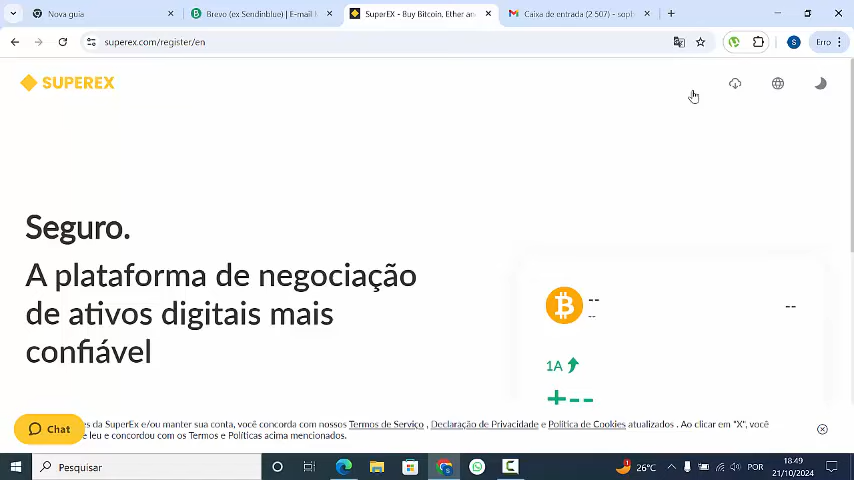 Nova guia
Brevo (ex Sendinblue) | E-mail
SuperEX - Buy Bitcoin, Ether an
Caixa de entrada (2 507) - sopl
superex.com/register/en
S
Erro
SUPEREX
Seguro.
A plataforma de negociação
de ativos digitais mais
confiável
--
--
--
1A
+--
es da SuperEx e/ou manter sua conta, você concorda com nossos Termos de Serviço , Declaração de Privacidade e Política de Cookies atualizados . Ao clicar em "X", você
e leu e concordou com os Termos e Políticas acima mencionados.
Chat
Pesquisar
1
26°C
POR
18:49
21/10/2024